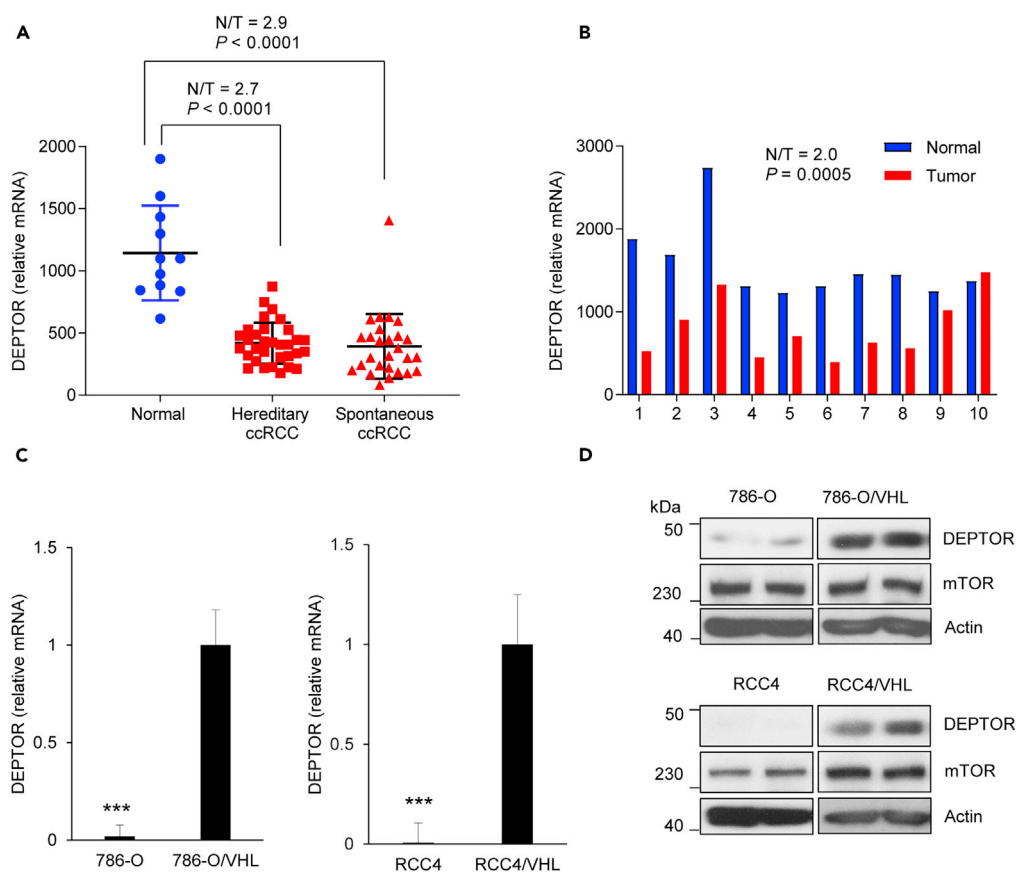 A
N/T = 2.9
P < 0.0001
N/T = 2.7
P < 0.0001
DEPTOR (relative mRNA)
2000
1500
1000
500
0
Normal
Hereditary
ccRCC
Spontaneous
ccRCC
B
N/T = 2.0
P = 0.0005
Normal
Tumor
DEPTOR (relative mRNA)
3000
2000
1000
0
1 2 3 4 5 6 7 8 9 10
C
DEPTOR (relative mRNA)
1.5
1
0.5
0
***
786-O 786-O/VHL
DEPTOR (relative mRNA)
1.5
1
0.5
0
***
RCC4 RCC4/VHL
D
kDa
786-O 786-O/VHL
50
DEPTOR
mTOR
230
Actin
40
RCC4 RCC4/VHL
50
DEPTOR
230
mTOR
Actin
40